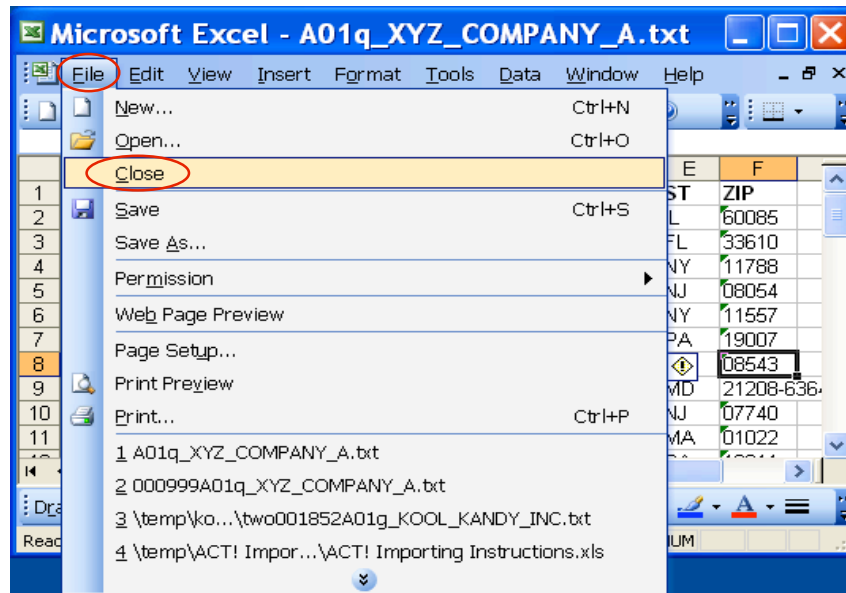 Microsoft Excel - A01q_XYZ_COMPANY_A.txt
File Edit View Insert Format Tools Data Window Help
New... Ctrl+N
Open... Ctrl+O
Close
Save Ctrl+S
Save As...
Permission
Web Page Preview
Page Setup...
Print Preview
Print... Ctrl+P
1 A01q_XYZ_COMPANY_A.txt
2 000999A01q_XYZ_COMPANY_A.txt
3 \temp\ko...\two001852A01g_KOOL_KANDY_INC.txt
4 \temp\ACT! Impor...\ACT! Importing Instructions.xls
E F
1 ST ZIP
2 L 60085
3 FL 33610
4 NY 11788
5 NJ 08054
6 NY 11557
7 PA 19007
8 08543
9 MD 21208-636
10 NJ 07740
11 MA 01022
Dra
Read
UM